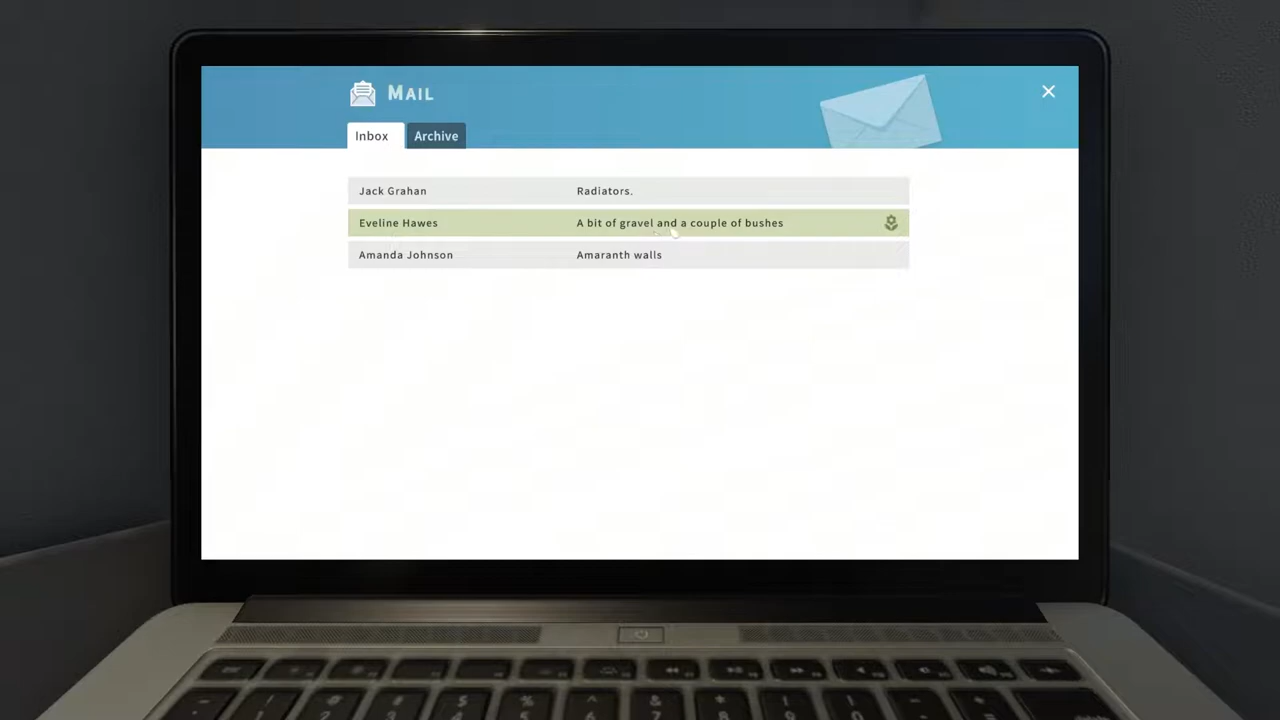 MAIL
Inbox
Archive
Jack Grahan Radiators.
Eveline Hawes A bit of gravel and a couple of bushes
Amanda Johnson Amaranth walls